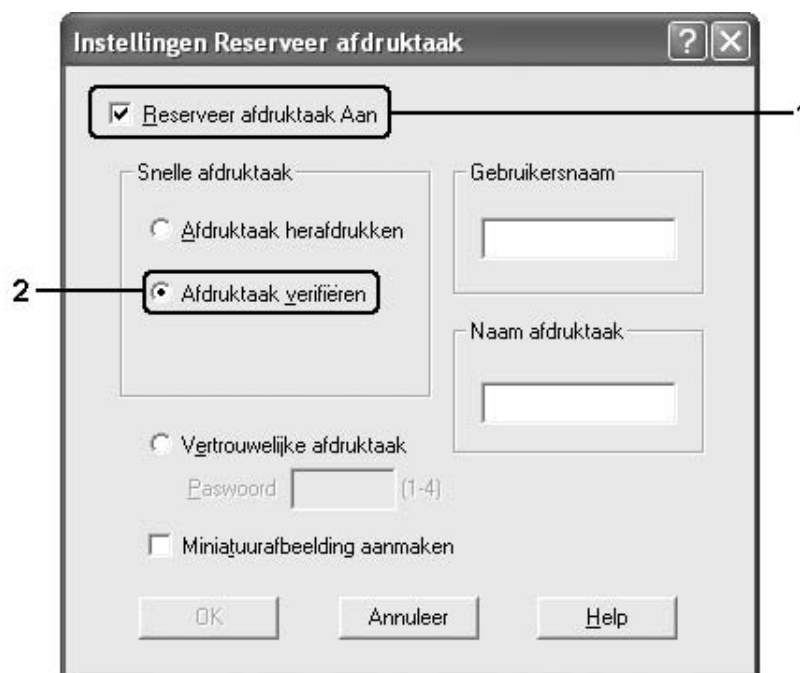 Instellingen Reserveer afdruktaak
Reserveer afdruktaak Aan
1
Snelle afdruktaak
Gebruikersnaam
Afdruktaak herafdrukken
2
Afdruktaak verifiëren
Naam afdruktaak
Vertrouwelijke afdruktaak
Paswoord (1-4)
Miniatuurafbeelding aanmaken
OK Annuleer Help